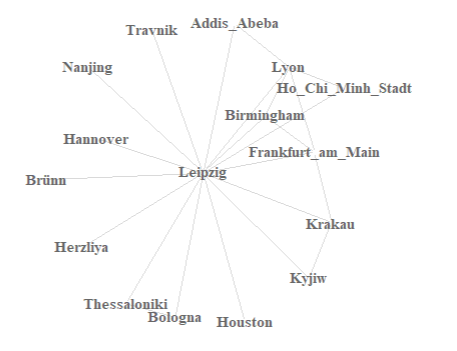 Addis_Abeba
Travnik
Nanjing
Lyon
Ho_Chi_Minh_Stadt
Birmingham
Hannover
Frankfurt_am_Main
Leipzig
Brünn
Krakau
Herzliya
Kyjiw
Thessaloniki
Bologna
Houston